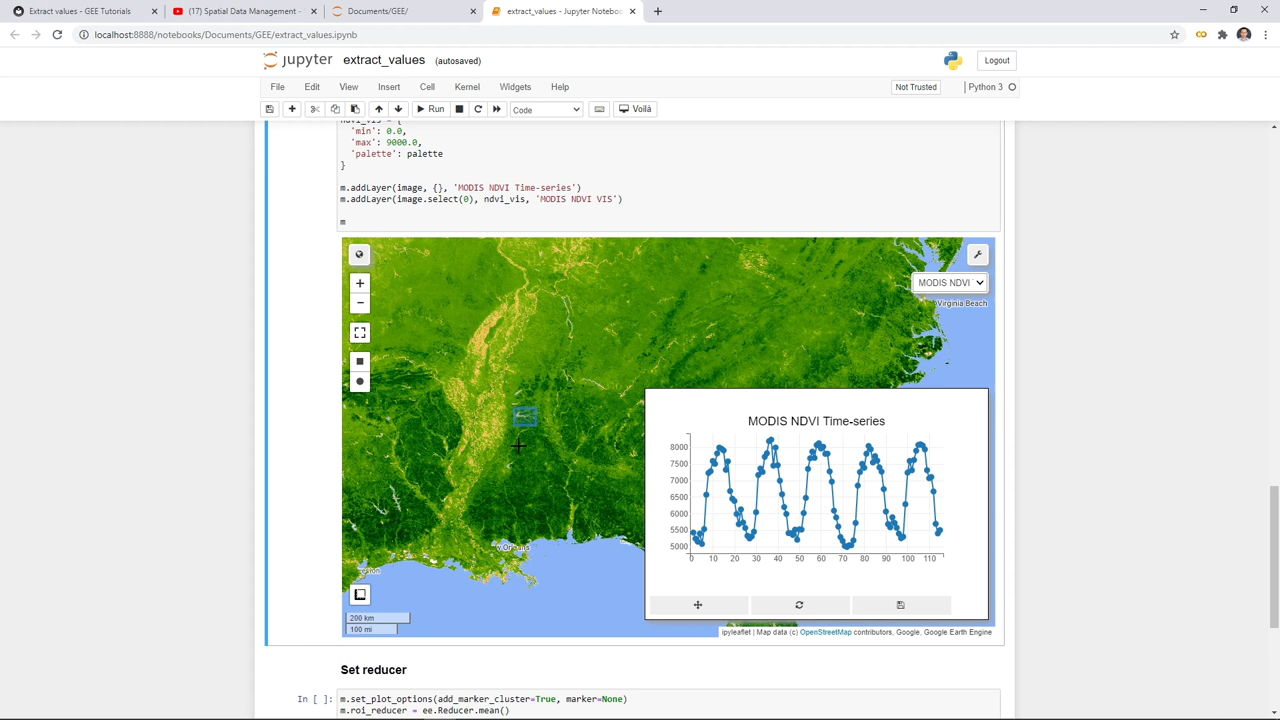 Extract values - GEE Tutorials
(17) Spatial Data Management -
Documents/GEE/
extract_values - Jupyter Noteboo
localhost:8888/notebooks/Documents/GEE/extract_values.ipynb
jupyter extract_values (autosaved)
Logout
File Edit View Insert Cell Kernel Widgets Help
Not Trusted
Python 3
Run
Code
Voilà
ndvi_vis = {
'min': 0.0,
'max': 9000.0,
'palette': palette
}
m.addLayer(image, {}, 'MODIS NDVI Time-series')
m.addLayer(image.select(0), ndvi_vis, 'MODIS NDVI VIS')
m
MODIS NDVI
Virginia Beach
MODIS NDVI Time-series
8000
7500
7000
6500
6000
5500
5000
0 10 20 30 40 50 60 70 80 90 100 110
200 km
100 mi
ipyleaflet | Map data (c) OpenStreetMap contributors, Google, Google Earth Engine
Set reducer
In [ ]: m.set_plot_options(add_marker_cluster=True, marker=None)
m.roi_reducer = ee.Reducer.mean()